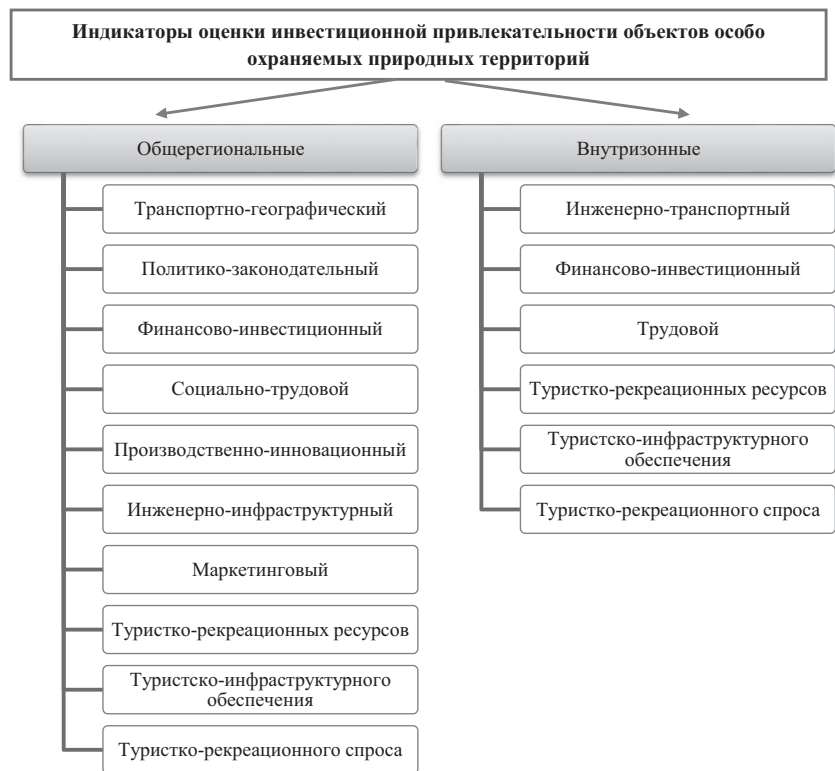 Индикаторы оценки инвестиционной привлекательности объектов особо
охраняемых природных территорий
Общерегиональные
Транспортно-географический
Политико-законодательный
Финансово-инвестиционный
Социально-трудовой
Производственно-инновационный
Инженерно-инфраструктурный
Маркетинговый
Туристко-рекреационных ресурсов
Туристско-инфраструктурного
обеспечения
Туристко-рекреационного спроса
Внутризонные
Инженерно-транспортный
Финансово-инвестиционный
Трудовой
Туристко-рекреационных ресурсов
Туристско-инфраструктурного
обеспечения
Туристко-рекреационного спроса